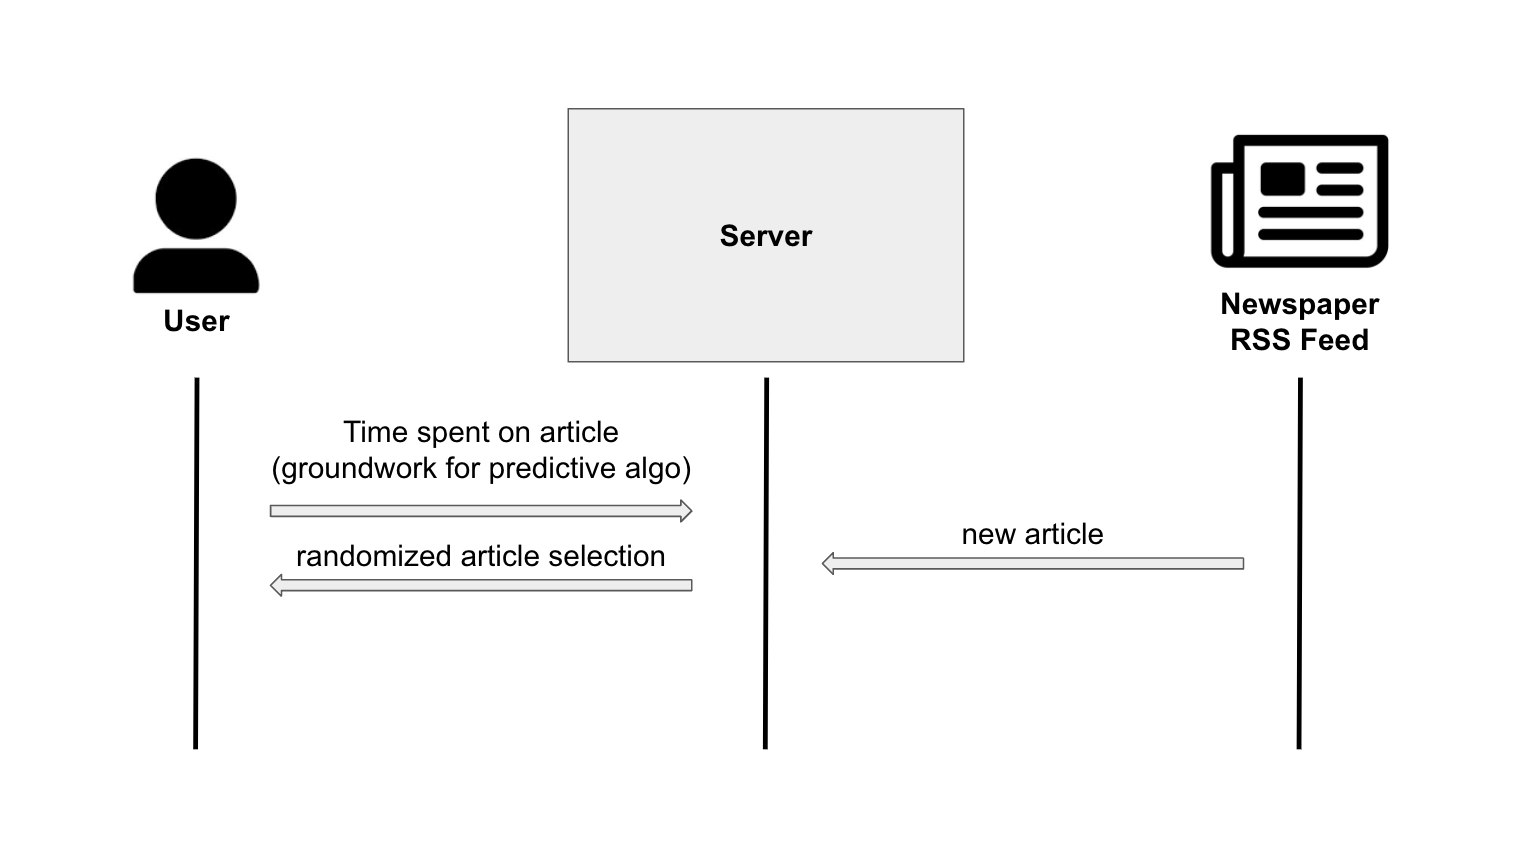 Server
User
Newspaper
RSS Feed
Time spent on article
(groundwork for predictive algo)
randomized article selection
new article